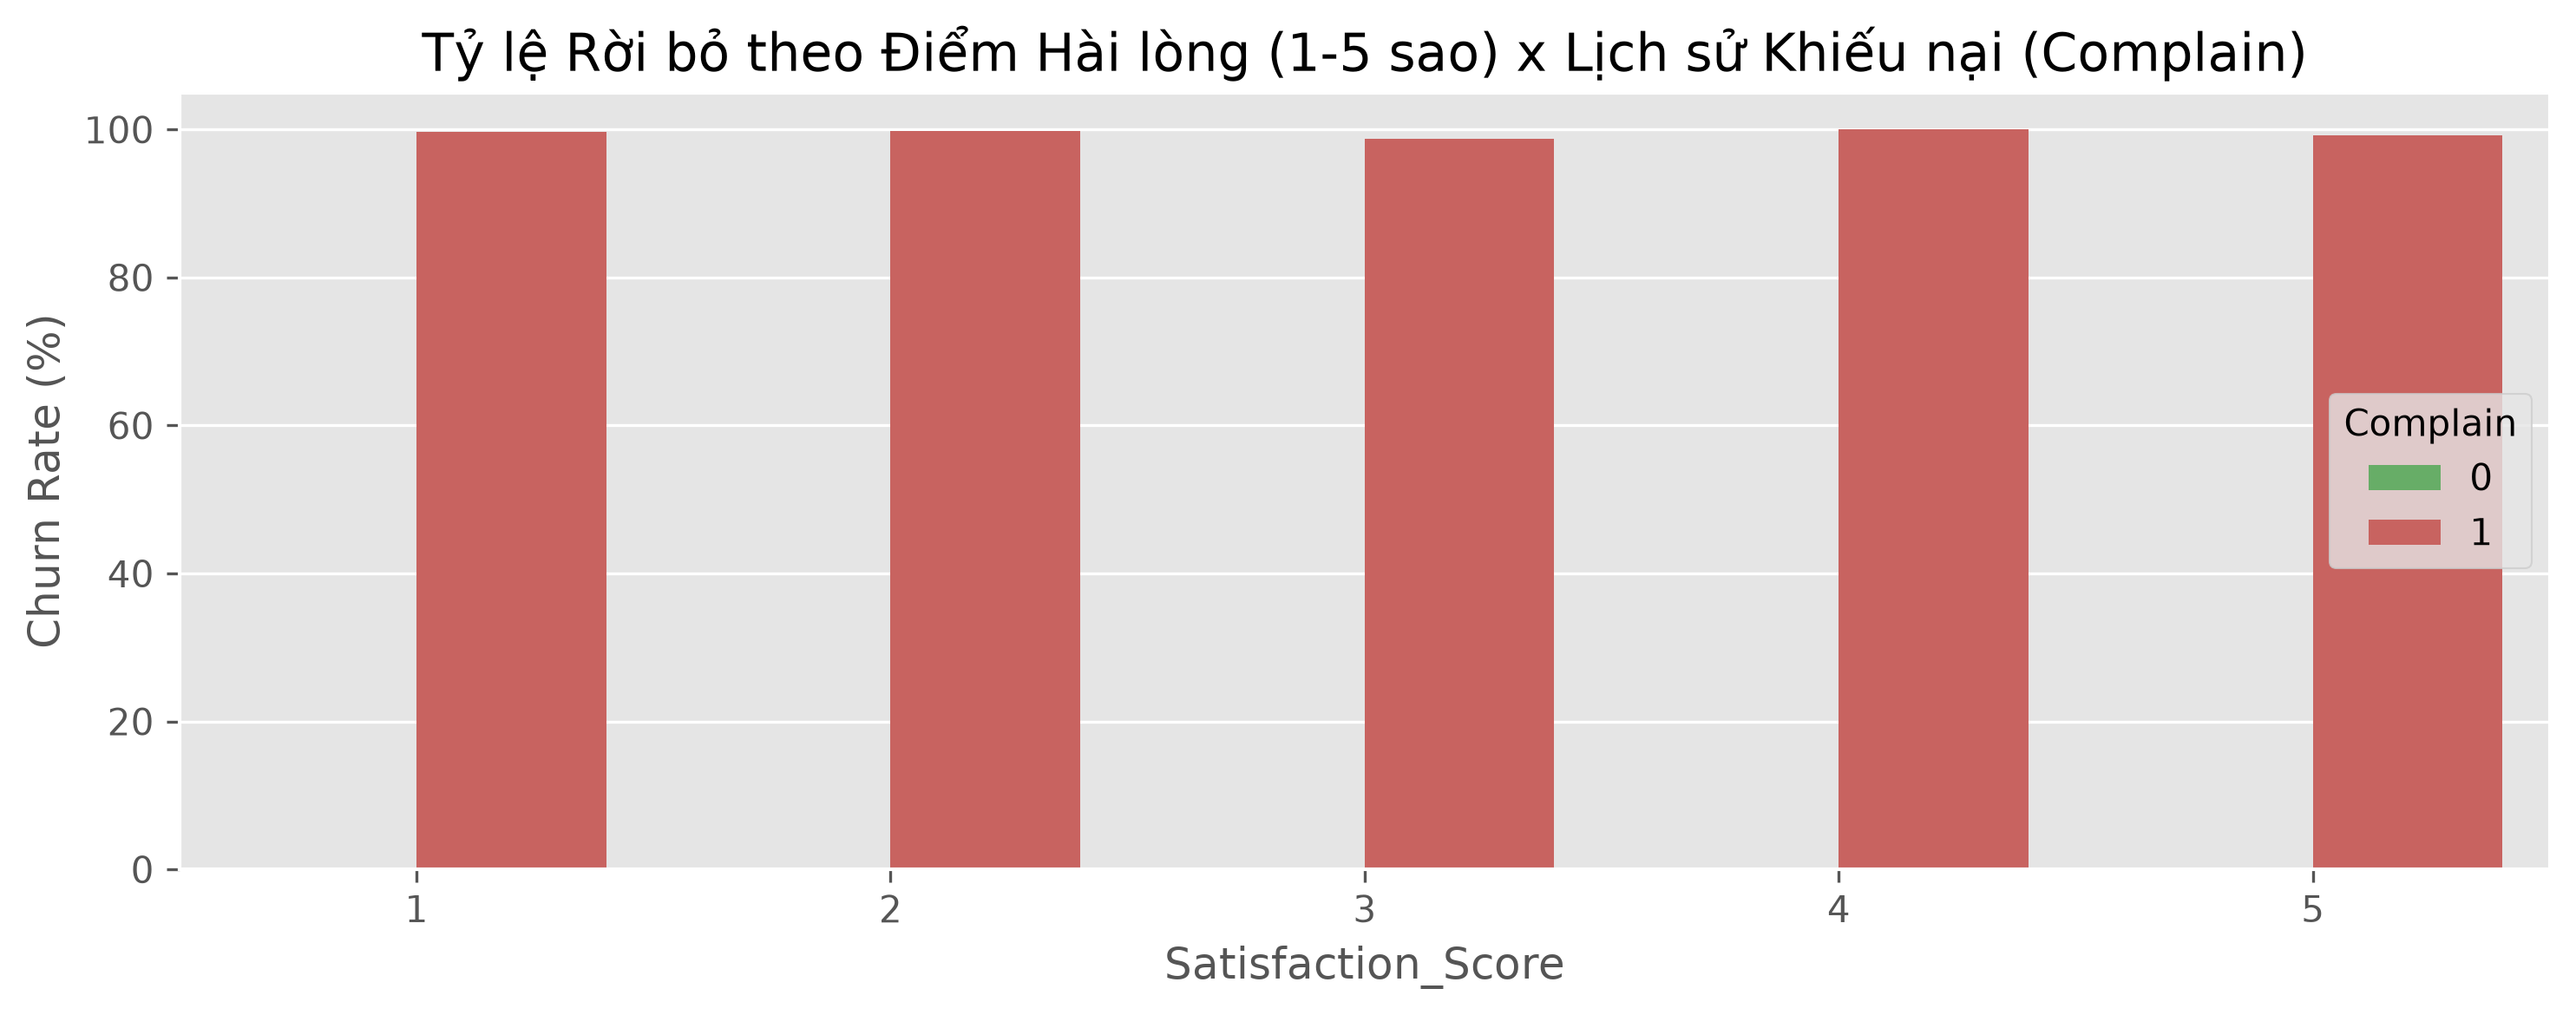 Tỷ lệ Rời bỏ theo Điểm Hài lòng (1-5 sao) x Lịch sử Khiếu nại (Complain)
Churn Rate (%)
100
80
60
40
20
0
Complain
0
1
1 2 3 4 5
Satisfaction_Score